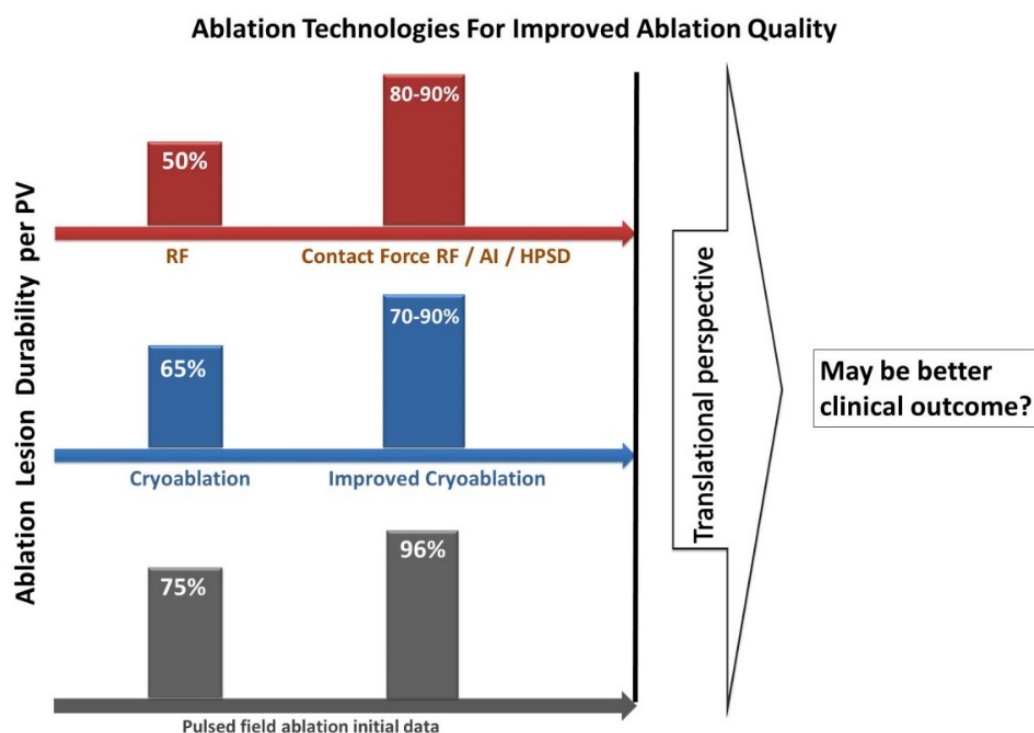 Ablation Technologies For Improved Ablation Quality
Ablation Lesion Durability per PV
50%
80-90%
RF
Contact Force RF / AI / HPSD
65%
70-90%
Cryoablation
Improved Cryoablation
75%
96%
Pulsed field ablation initial data
Translational perspective
May be better
clinical outcome?